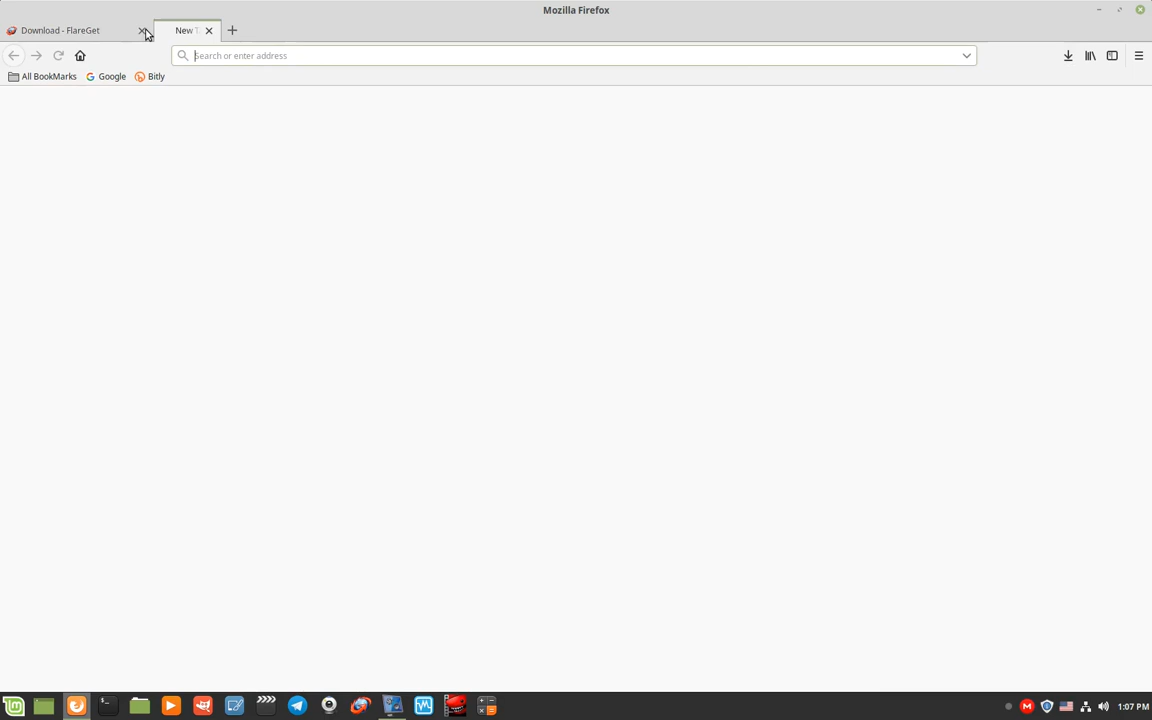 Mozilla Firefox
Download - FlareGet
New T
Search or enter address
All BookMarks
Google
Bitly
1:07 PM